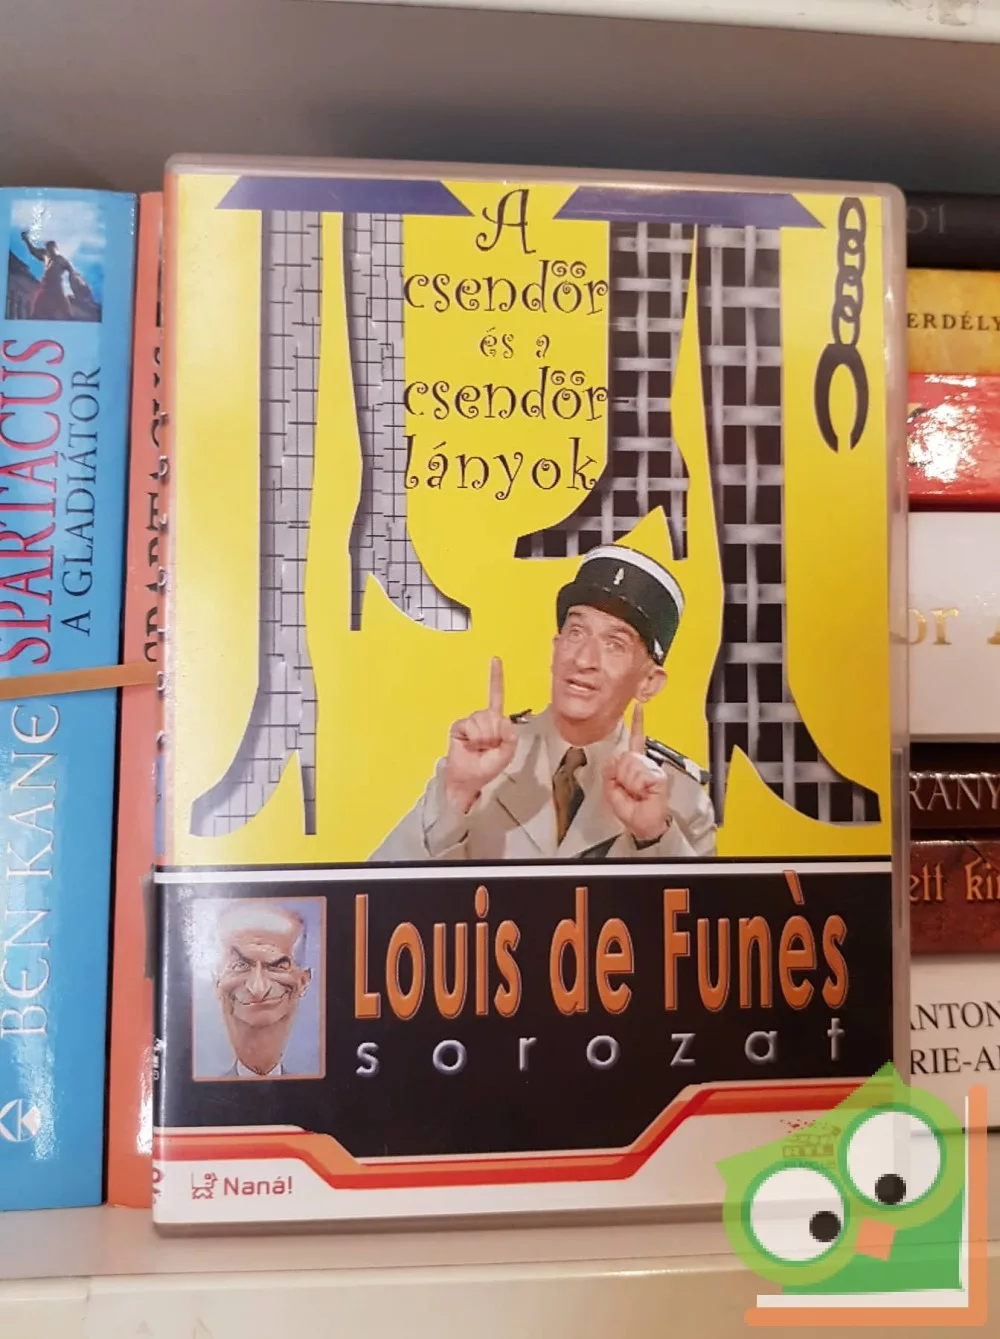 A
csendőr
és a
csendőr
lányok
Louis de Funès
sorozat
Naná!
SPARTACUS
A GLADIÁTOR
BEN KANE
ERDÉLY